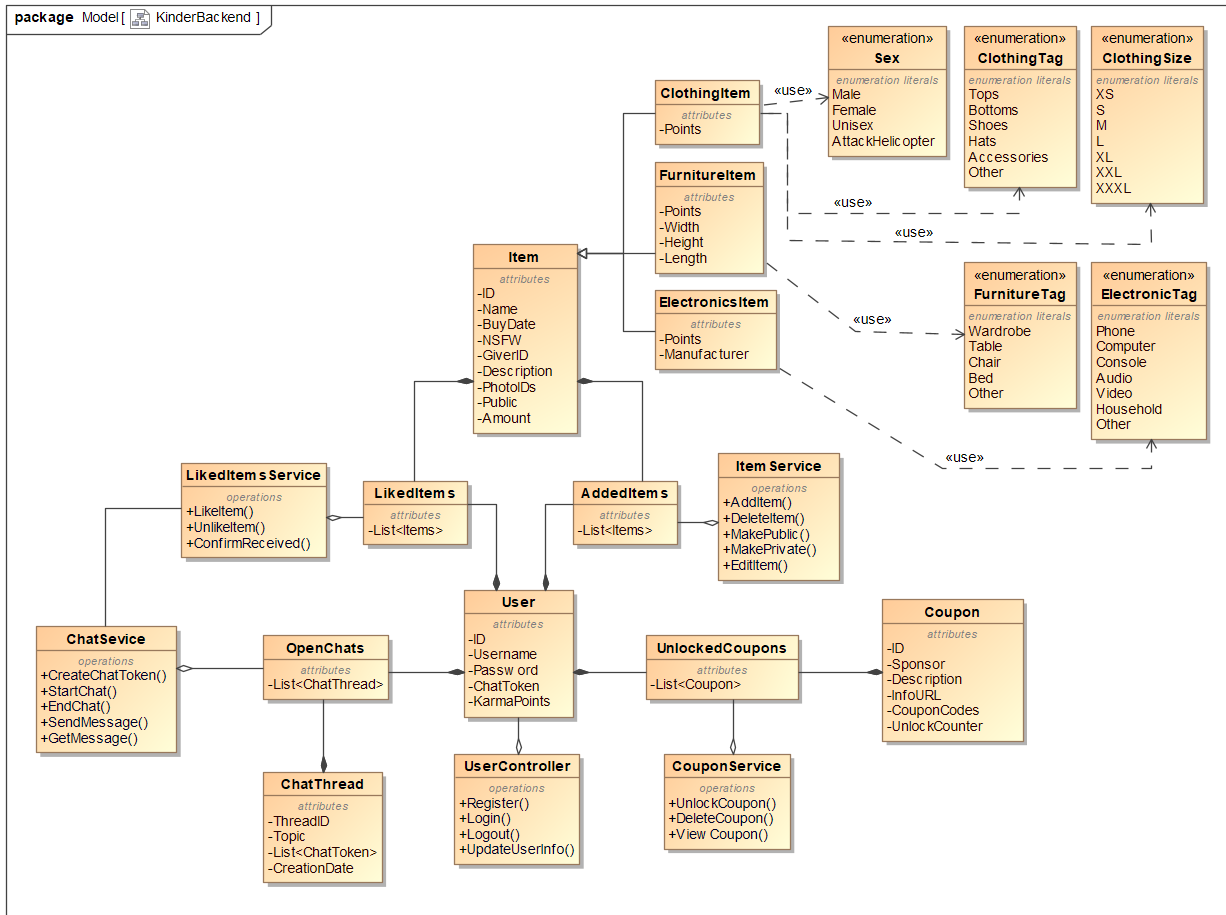 package Model [ KinderBackend ]
«enumeration»
Sex
enumeration literals
Male
Female
Unisex
AttackHelicopter
«enumeration»
ClothingTag
enumeration literals
Tops
Bottoms
Shoes
Hats
Accessories
Other
«enumeration»
ClothingSize
enumeration literals
XS
S
M
L
XL
XXL
XXXL
ClothingItem
attributes
-Points
«use»
«use»
«use»
FurnitureItem
attributes
-Points
-Width
-Height
-Length
«use»
ElectronicsItem
attributes
-Points
-Manufacturer
«use»
«enumeration»
FurnitureTag
enumeration literals
Wardrobe
Table
Chair
Bed
Other
«enumeration»
ElectronicTag
enumeration literals
Phone
Computer
Console
Audio
Video
Household
Other
Item
attributes
-ID
-Name
-BuyDate
-NSFW
-GiverID
-Description
-PhotoIDs
-Public
-Amount
LikedItemsService
operations
+LikeItem()
+UnlikeItem()
+ConfirmReceived()
LikedItems
attributes
-List<Items>
AddedItems
attributes
-List<Items>
ItemService
operations
+AddItem()
+DeleteItem()
+MakePublic()
+MakePrivate()
+EditItem()
ChatSevice
operations
+CreateChatToken()
+StartChat()
+EndChat()
+SendMessage()
+GetMessage()
OpenChats
attributes
-List<ChatThread>
User
attributes
-ID
-Username
-Password
-ChatToken
-KarmaPoints
UnlockedCoupons
attributes
-List<Coupon>
Coupon
attributes
-ID
-Sponsor
-Description
-InfoURL
-CouponCodes
-UnlockCounter
ChatThread
attributes
-ThreadID
-Topic
-List<ChatToken>
-CreationDate
UserController
operations
+Register()
+Login()
+Logout()
+UpdateUserInfo()
CouponService
operations
+UnlockCoupon()
+DeleteCoupon()
+View Coupon()